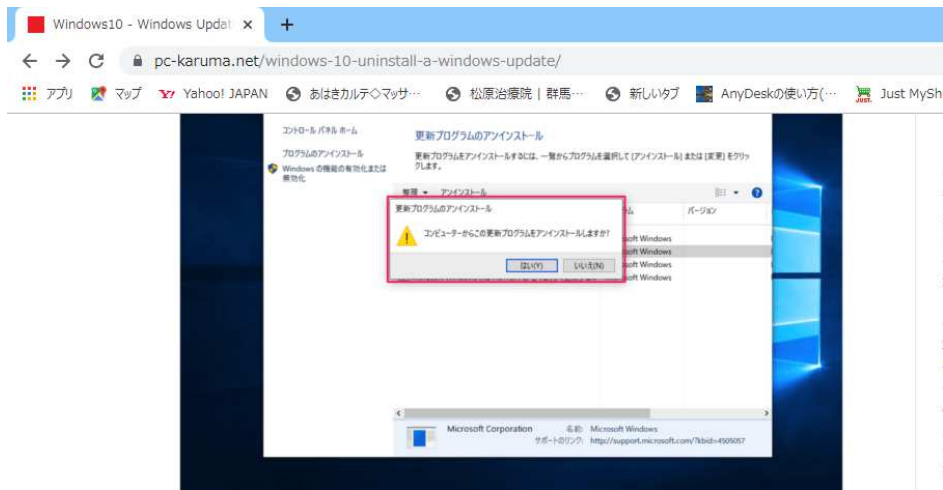 Windows10 - Windows Updat
pc-karuma.net/windows-10-uninstall-a-windows-update/
アプリ マップ Yahoo! JAPAN あはきカルテ◇マッサ… 松原治療院 | 群馬… 新しいタブ AnyDeskの使い方(… Just MySh
コントロール パネル ホーム
プログラムのアンインストール
Windows の機能の有効化または
無効化
更新プログラムのアンインストール
更新プログラムをアンインストールするには、一覧からプログラムを選択して [アンインストール] または [変更] をクリッ
クします。
整理 アンインストール
更新プログラムのアンインストール
ラム バージョン
コンピューターからこの更新プログラムをアンインストールしますか?
はい(Y) いいえ(N)
soft Windows
soft Windows
soft Windows
soft Windows
Microsoft Corporation 名前: Microsoft Windows
サポートのリンク: http://support.microsoft.com/?kbid=4505057